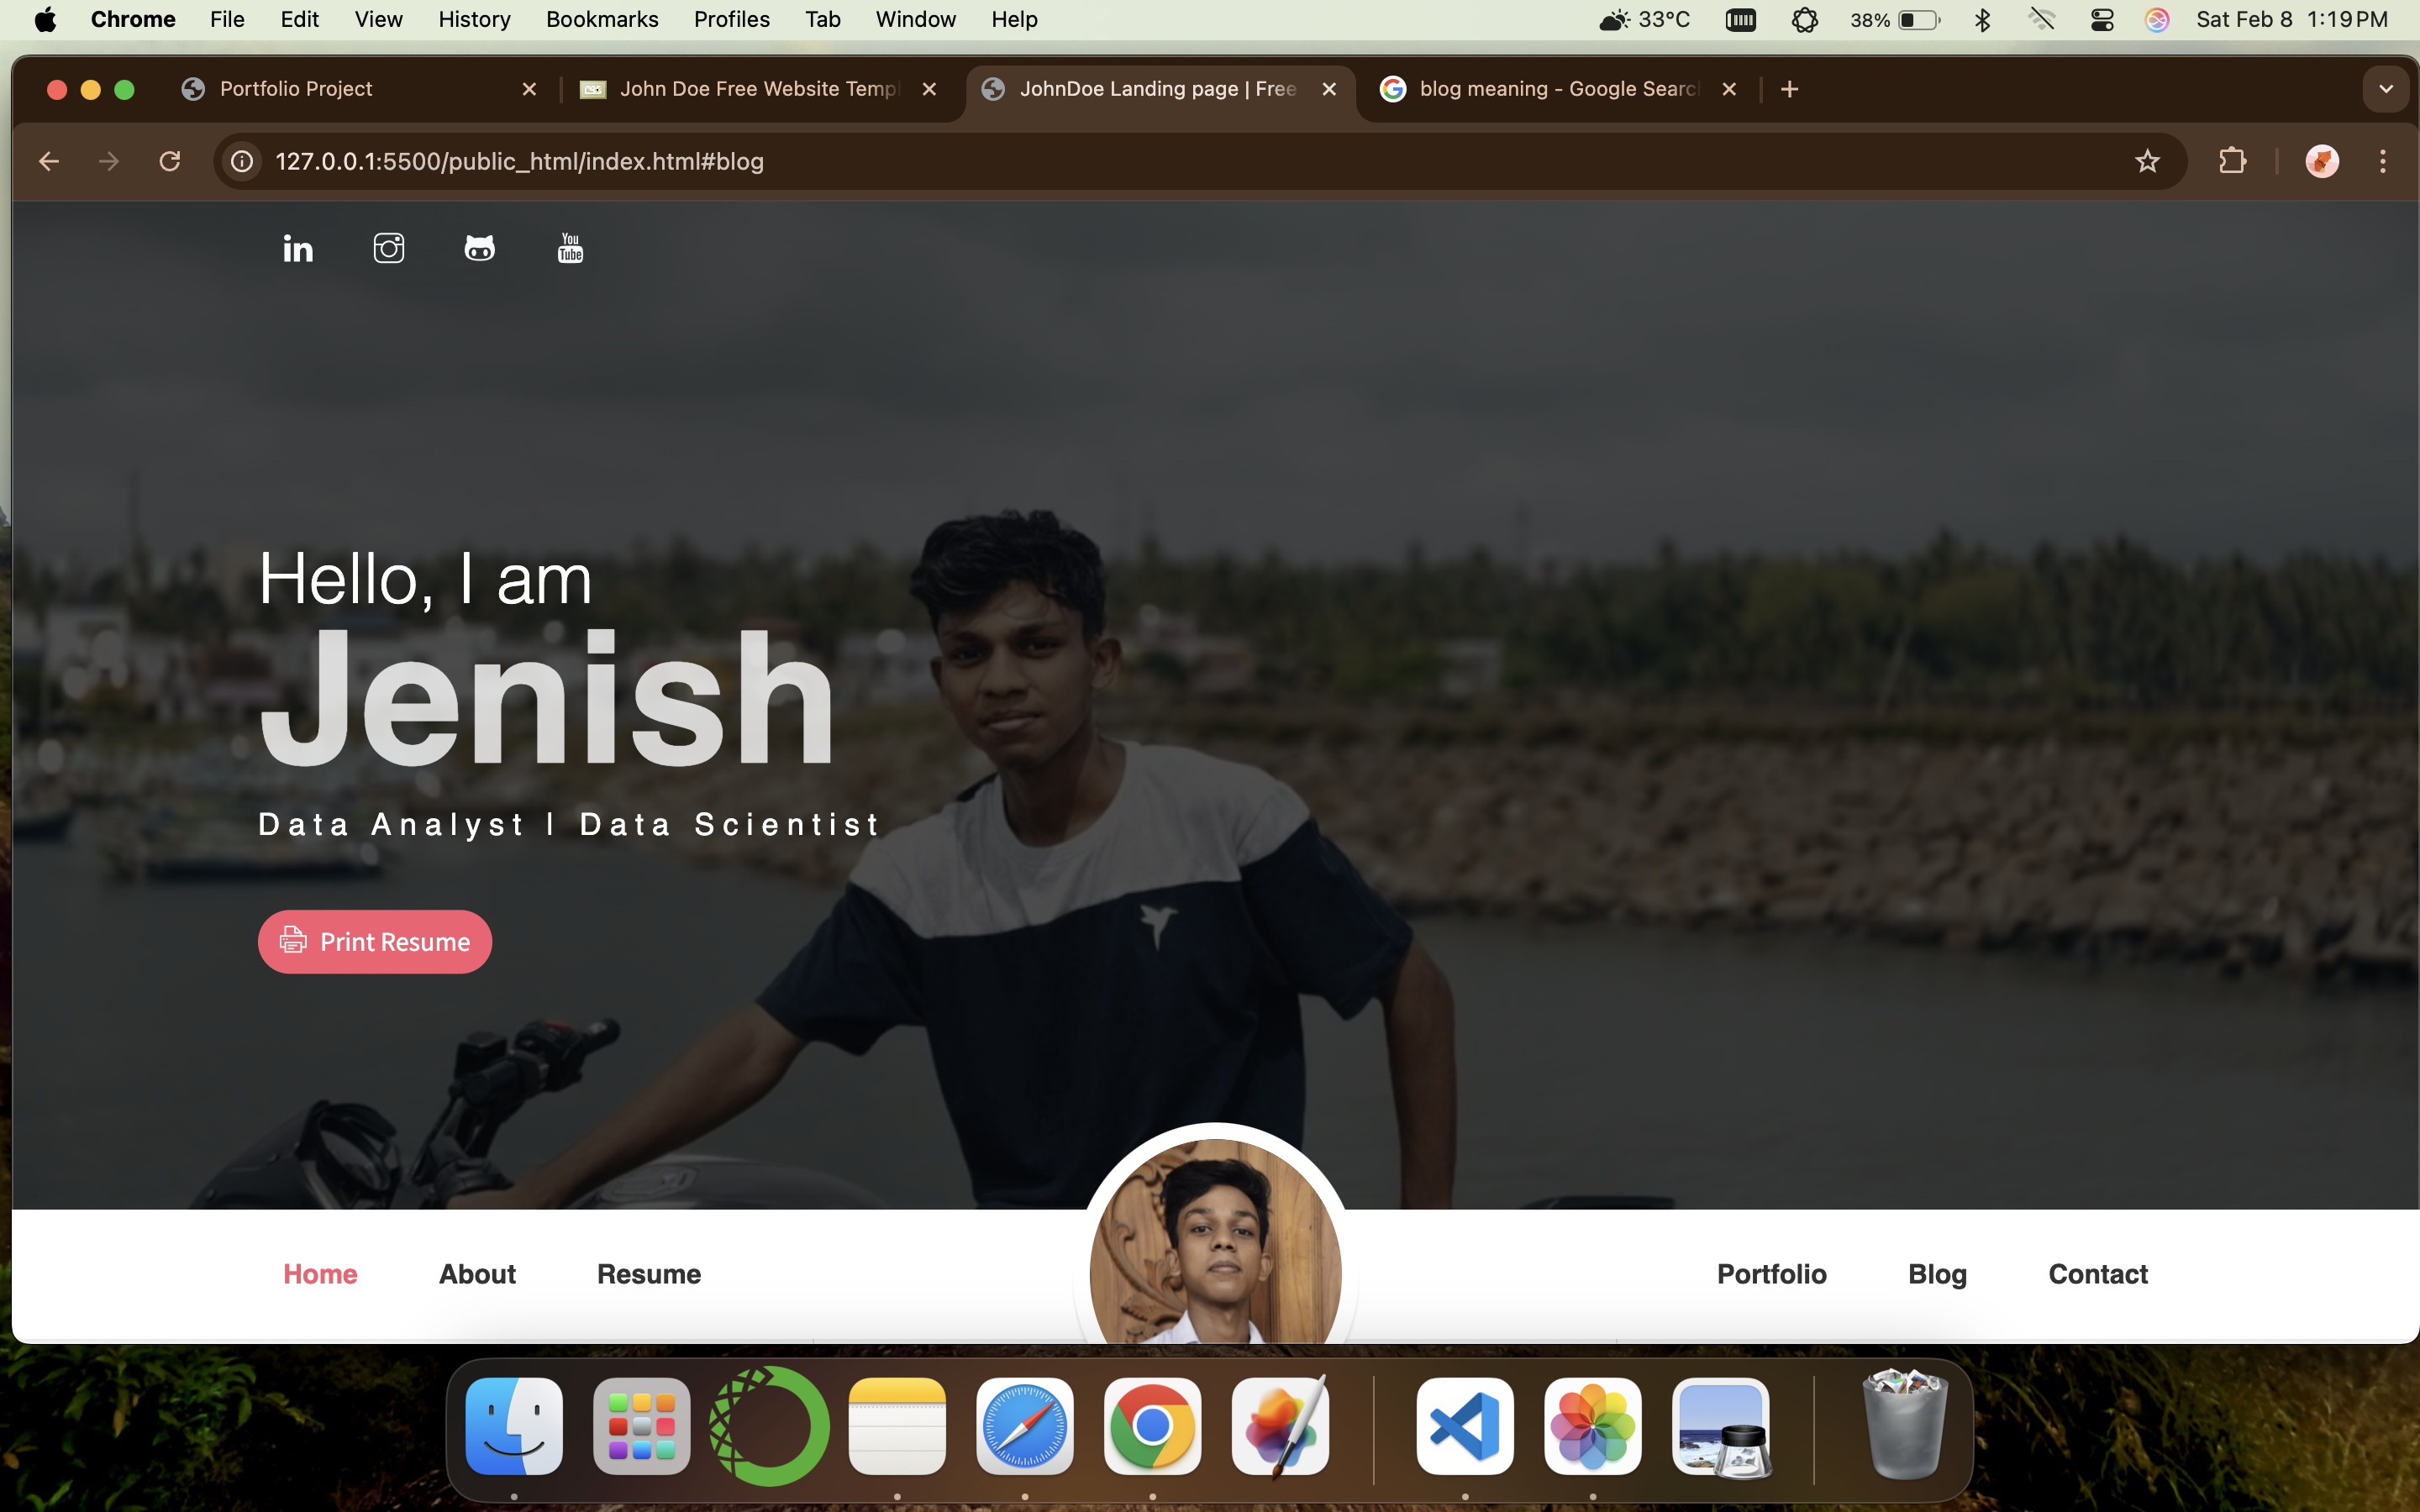 Chrome File Edit View History Bookmarks Profiles Tab Window Help 33°C 38% Sat Feb 8 1:19 PM
Portfolio Project John Doe Free Website Templ JohnDoe Landing page | Free blog meaning - Google Searc
127.0.0.1:5500/public_html/index.html#blog
in You Tube
Hello, I am
Jenish
Data Analyst | Data Scientist
Print Resume
Home About Resume Portfolio Blog Contact